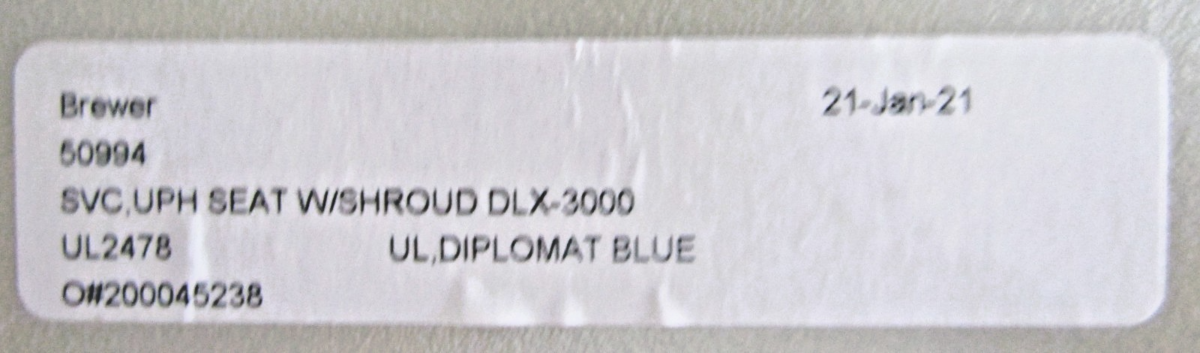 Brewer 21-Jan-21
50994
SVC,UPH SEAT W/SHROUD DLX-3000
UL2478 UL,DIPLOMAT BLUE
O#200045238